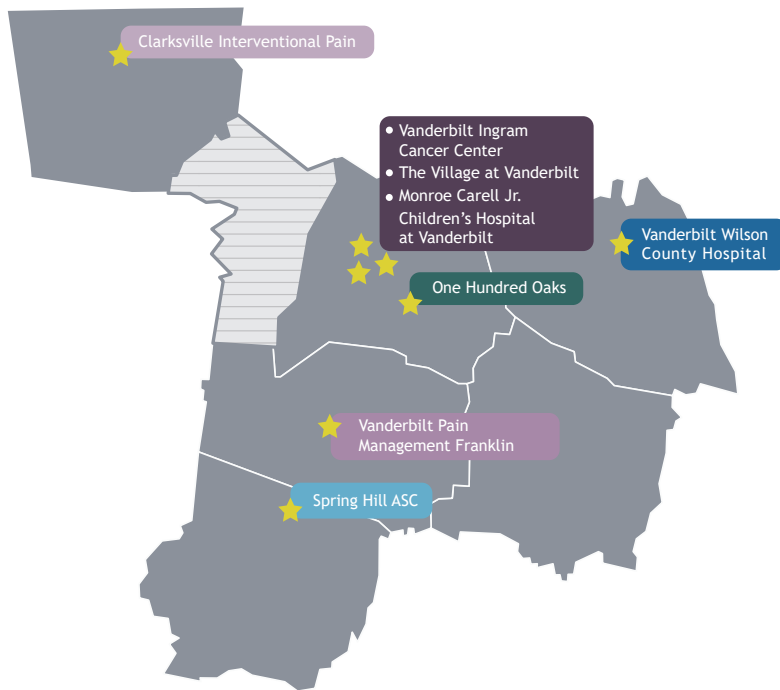 Clarksville Interventional Pain
• Vanderbilt Ingram
Cancer Center
• The Village at Vanderbilt
• Monroe Carell Jr.
Children's Hospital
at Vanderbilt
Vanderbilt Wilson
County Hospital
One Hundred Oaks
Vanderbilt Pain
Management Franklin
Spring Hill ASC